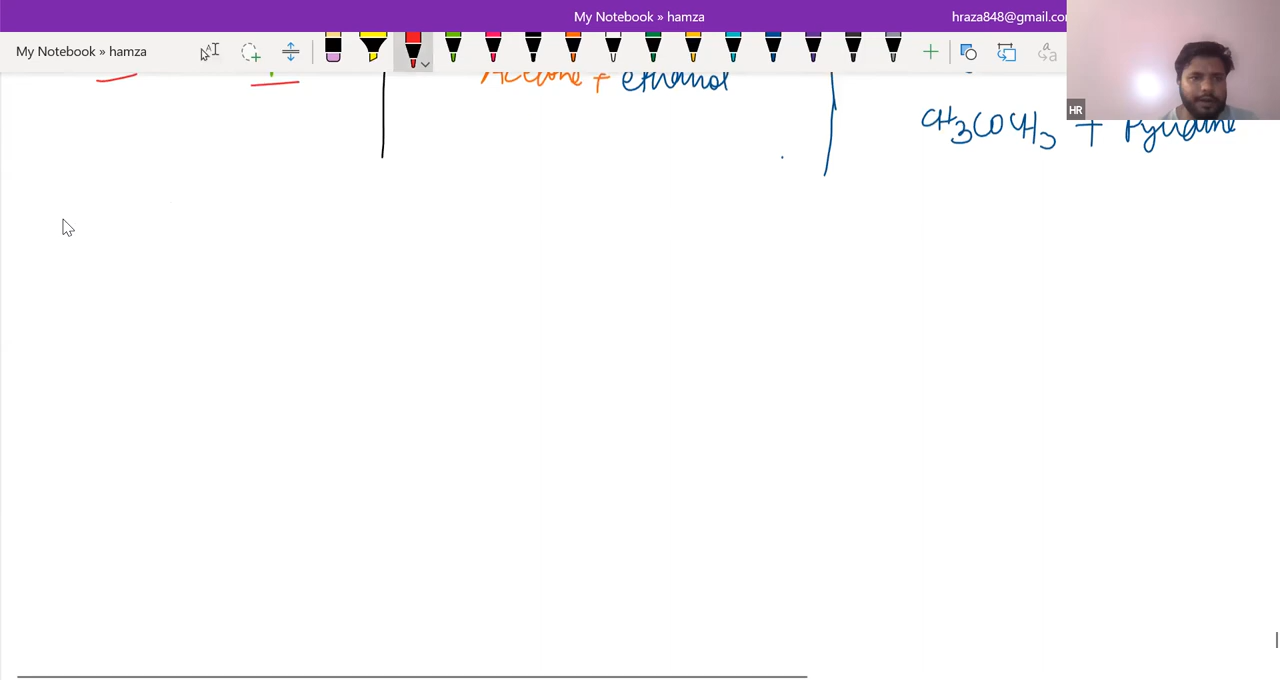 My Notebook » hamza
hraza848@gmail.co
My Notebook » hamza
HR
Acetone + ethanol
CH3COCH3 + Pyridine